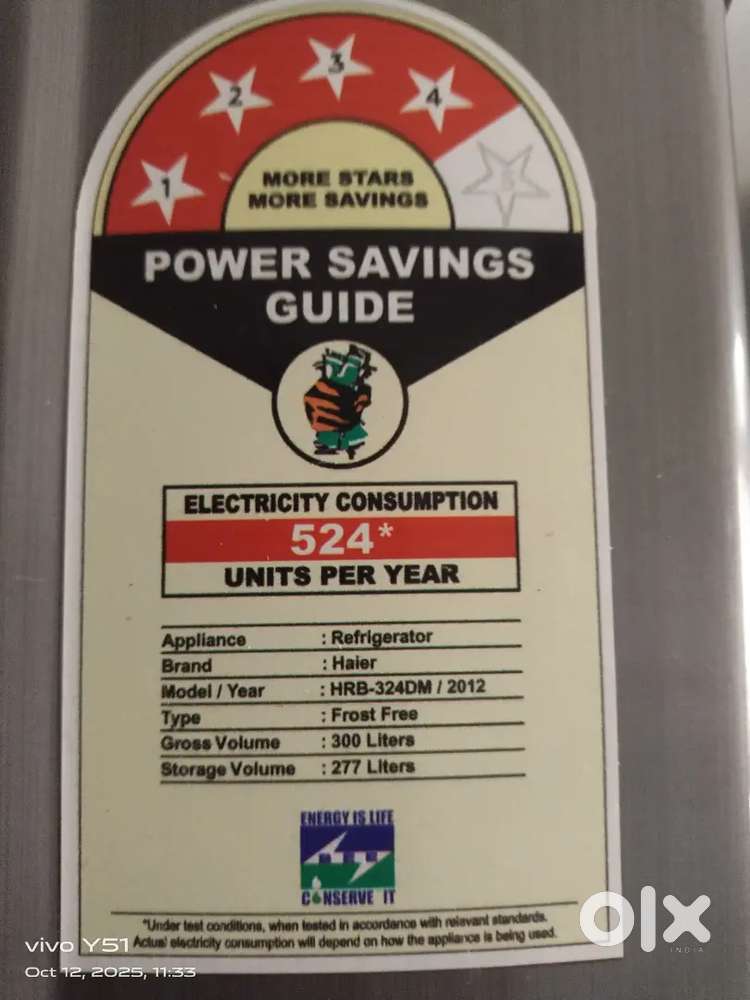 1 2 3 4 5
MORE STARS
MORE SAVINGS
POWER SAVINGS
GUIDE
ELECTRICITY CONSUMPTION
524*
UNITS PER YEAR
Appliance : Refrigerator
Brand : Haier
Model / Year : HRB-324DM / 2012
Type : Frost Free
Gross Volume : 300 Liters
Storage Volume : 277 Liters
ENERGY IS LIFE
CONSERVE IT
*Under test conditions, when tested in accordance with relevant standards.
Actual electricity consumption will depend on how the appliance is being used.
olx
INDIA
vivo Y51
Oct 12, 2025, 11:33